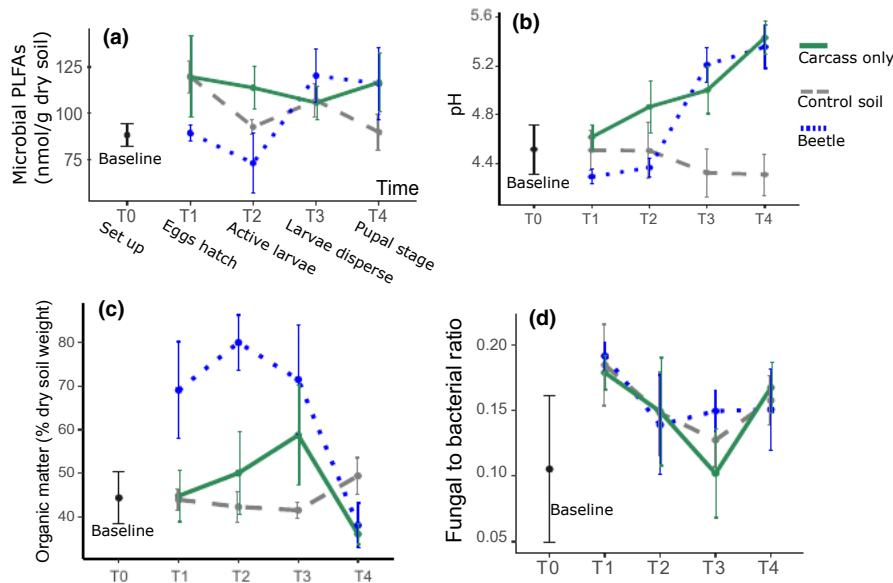 (a)
Microbial PLFAs
(nmol/g dry soil)
125
100
75
Baseline
Time
T0
T1
T2
T3
T4
Set up
Eggs hatch
Active larvae
Larvae disperse
Pupal stage
(b)
pH
5.6
5.2
4.8
4.4
Baseline
T0
T1
T2
T3
T4
Carcass only
Control soil
Beetle
(c)
Organic matter (% dry soil weight)
80
70
60
50
40
Baseline
T0
T1
T2
T3
T4
(d)
Fungal to bacterial ratio
0.20
0.15
0.10
0.05
Baseline
T0
T1
T2
T3
T4